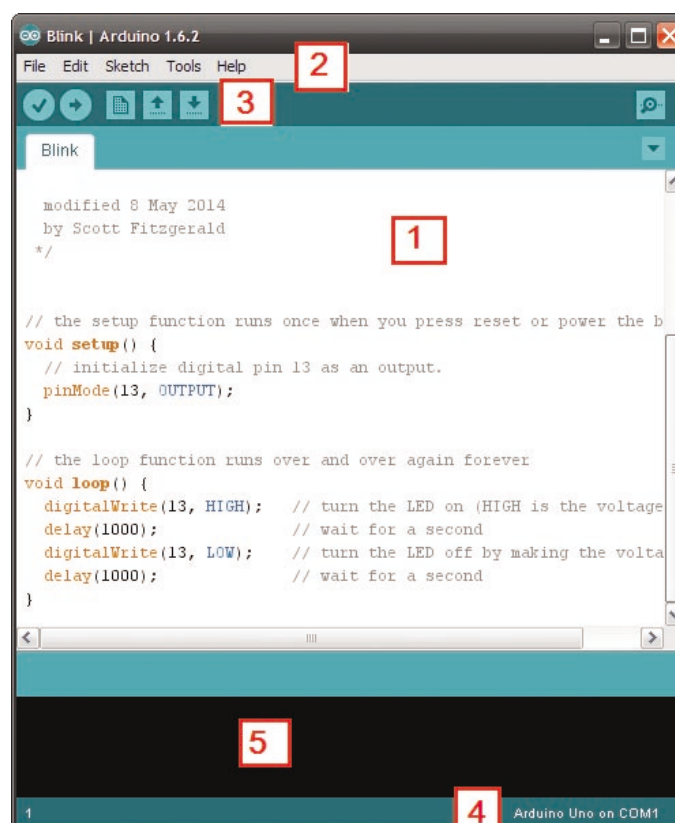 Blink | Arduino 1.6.2
File Edit Sketch Tools Help
2
3
Blink
modified 8 May 2014
by Scott Fitzgerald
*/
1
// the setup function runs once when you press reset or power the b
void setup() {
// initialize digital pin 13 as an output.
pinMode(13, OUTPUT);
}
// the loop function runs over and over again forever
void loop() {
digitalWrite(13, HIGH); // turn the LED on (HIGH is the voltage
delay(1000); // wait for a second
digitalWrite(13, LOW); // turn the LED off by making the volta
delay(1000); // wait for a second
}
5
1
4
Arduino Uno on COM1